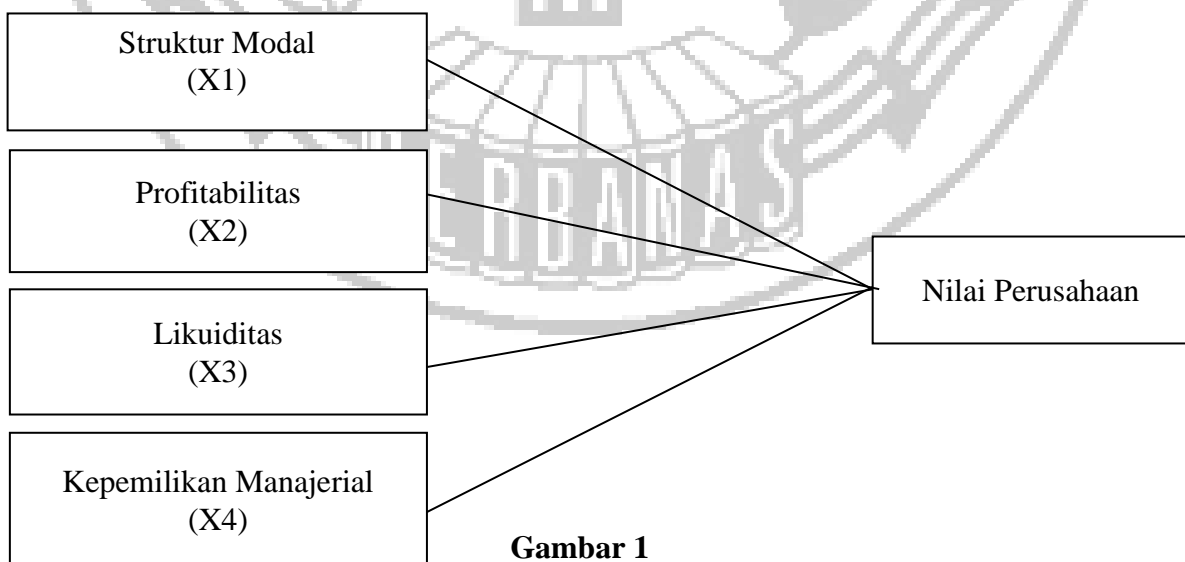 Struktur Modal
(X1)
Profitabilitas
(X2)
Likuiditas
(X3)
Kepemilikan Manajerial
(X4)
Nilai Perusahaan
Gambar 1